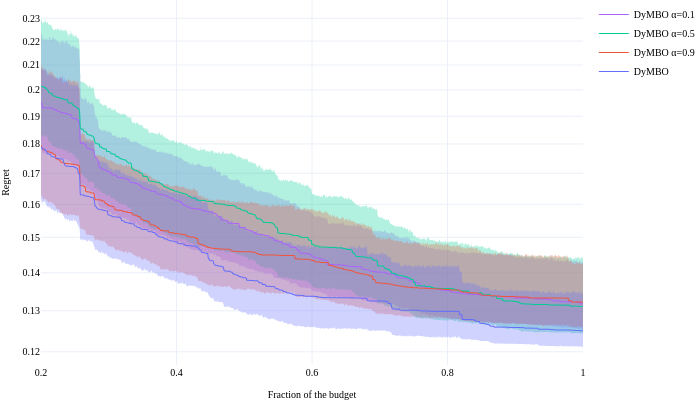 0.23
0.22
0.21
0.2
0.19
0.18
0.17
0.16
0.15
0.14
0.13
0.12
Regret
0.2 0.4 0.6 0.8 1
Fraction of the budget
DyMBO α=0.1
DyMBO α=0.5
DyMBO α=0.9
DyMBO